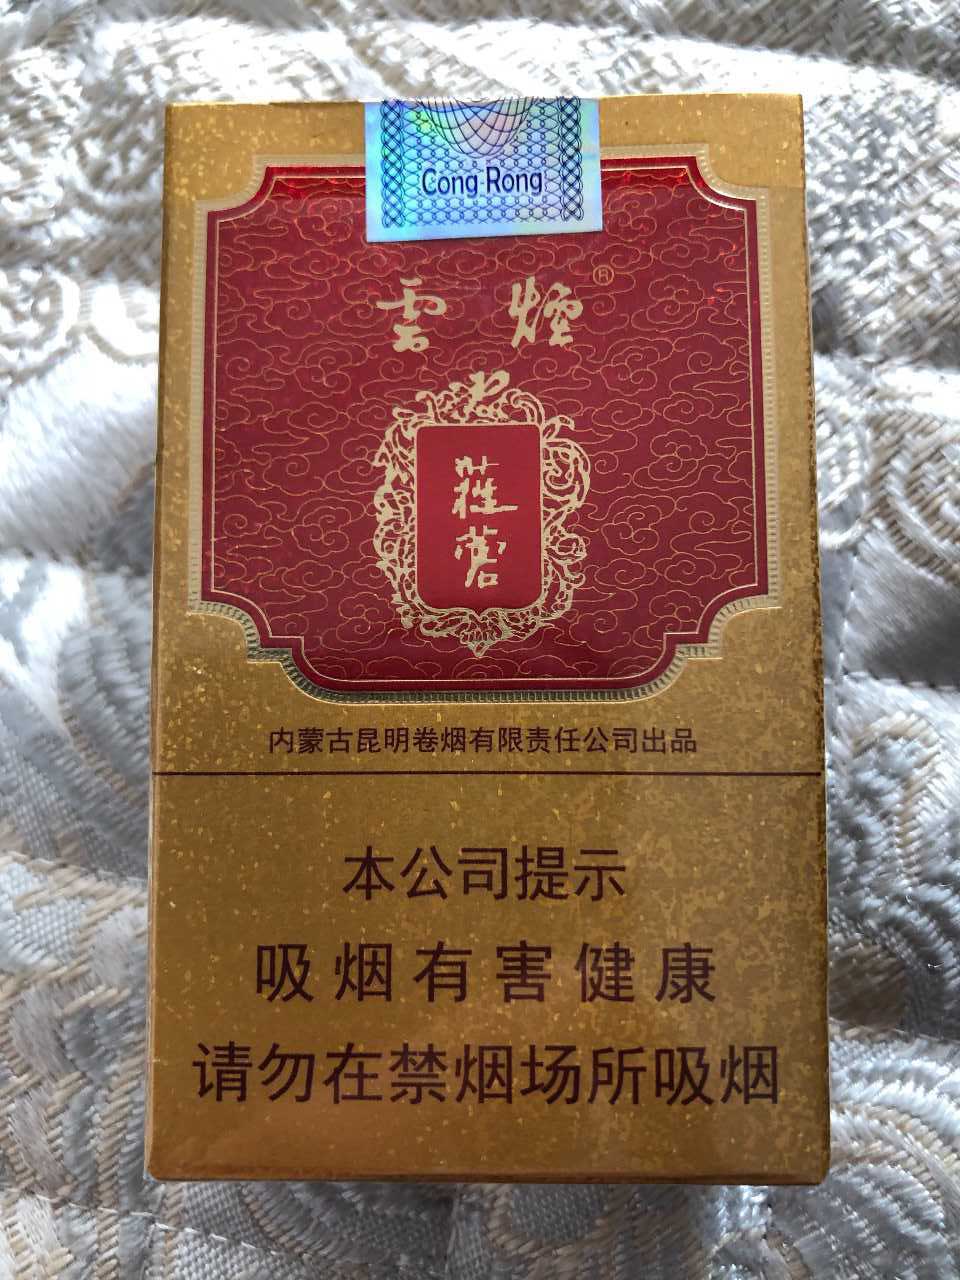 Cong Rong
雲煙®
蓯蓉
内蒙古昆明卷烟有限责任公司出品
本公司提示
吸烟有害健康
请勿在禁烟场所吸烟